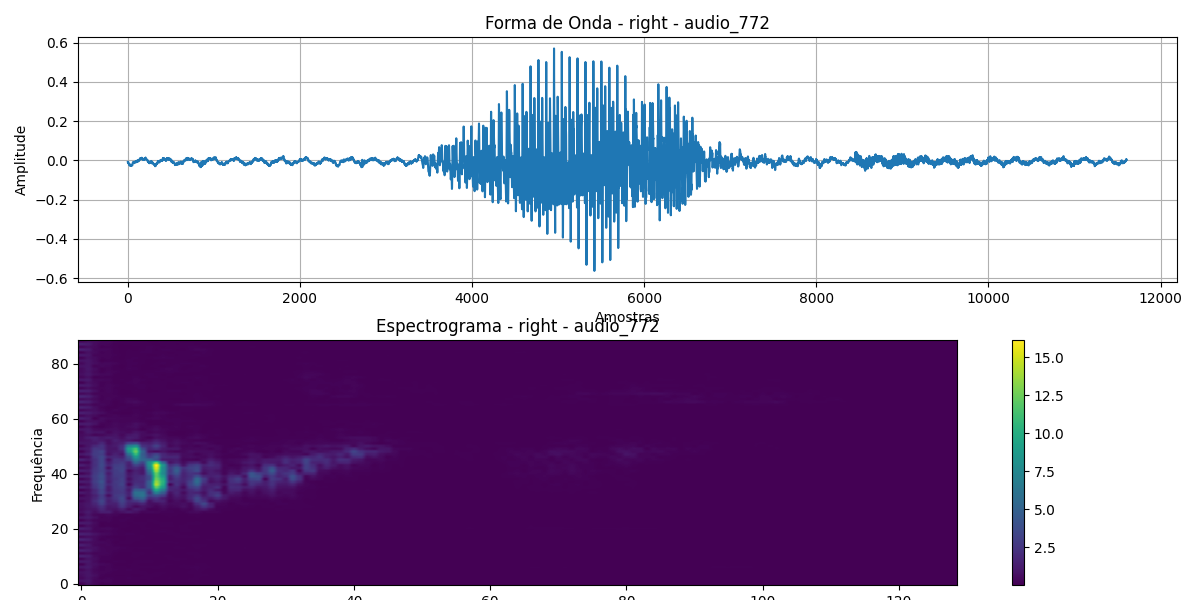 Forma de Onda - right - audio_772
0.6
0.4
0.2
0.0
−0.2
−0.4
−0.6
Amplitude
0 2000 4000 6000 8000 10000 12000
Amostras
Espectrograma - right - audio_772
80
60
40
20
0
Frequência
0 20 40 60 80 100 120
15.0
12.5
10.0
7.5
5.0
2.5